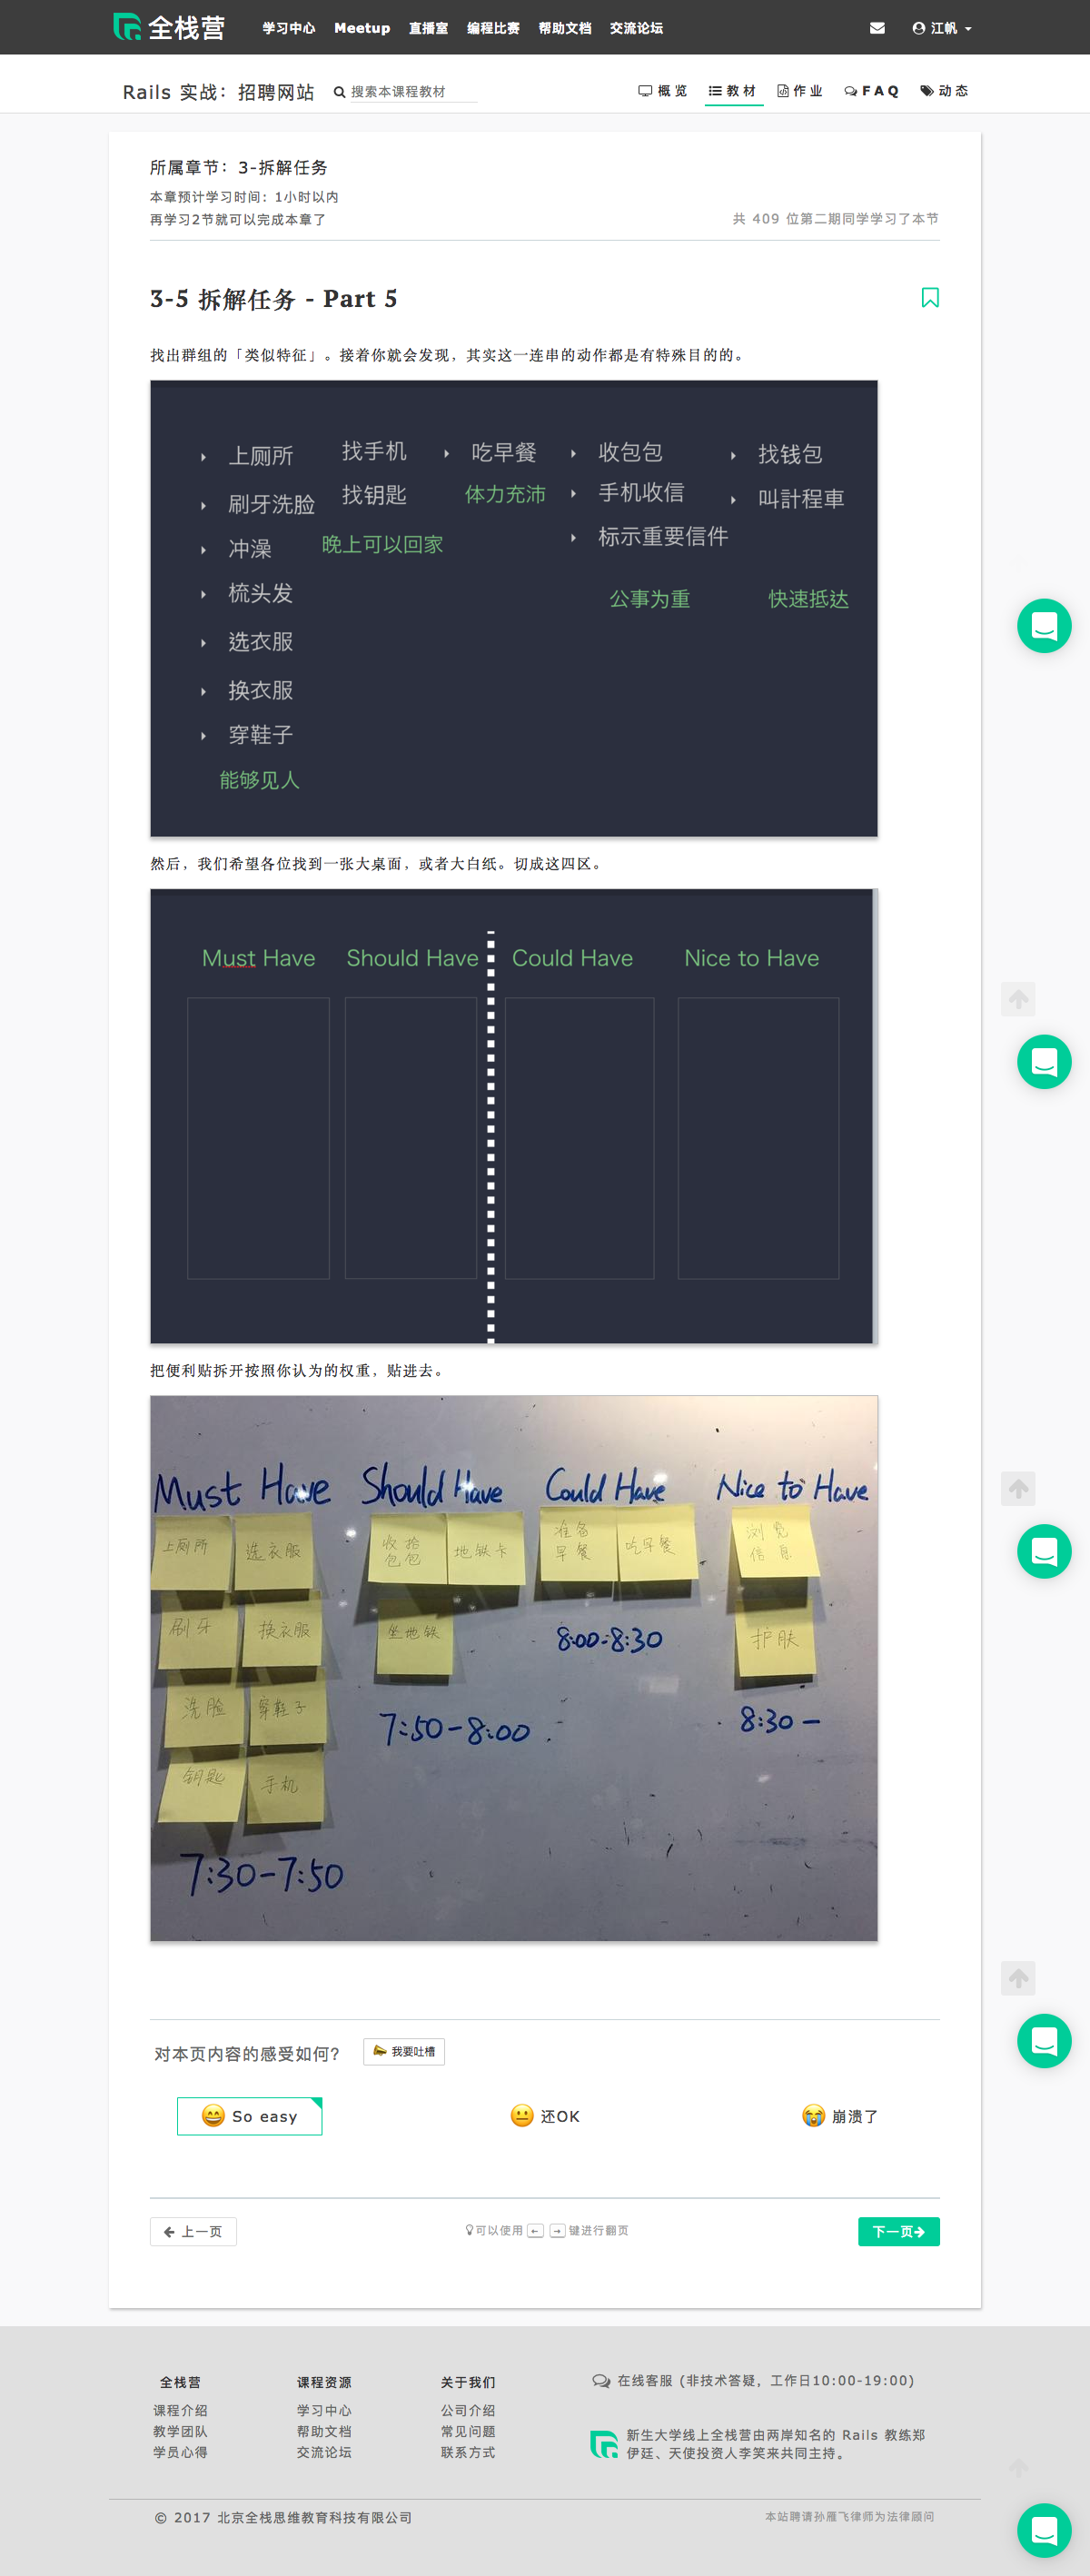 全栈营 学习中心 Meetup 直播室 编程比赛 帮助文档 交流论坛 江帆
Rails 实战：招聘网站 搜索本课程教材 概览 教材 作业 FAQ 动态
所属章节：3-拆解任务
本章预计学习时间：1小时以内
再学习2节就可以完成本章了
共 409 位第二期同学学习了本节
3-5 拆解任务 - Part 5
找出群组的「类似特征」。接着你就会发现，其实这一连串的动作都是有特殊目的的。
上厕所
刷牙洗脸
冲澡
梳头发
选衣服
换衣服
穿鞋子
能够见人
找手机
找钥匙
晚上可以回家
吃早餐
体力充沛
收包包
手机收信
标示重要信件
公事为重
找钱包
叫計程車
快速抵达
然后，我们希望各位找到一张大桌面，或者大白纸。切成这四区。
Must Have Should Have Could Have Nice to Have
把便利贴拆开按照你认为的权重，贴进去。
Must Have Should Have Could Have Nice to Have
上厕所 选衣服
刷牙 换衣服
洗脸 穿鞋子
钥匙 手机
7:30-7:50
收拾包包 地铁卡
坐地铁
7:50-8:00
准备早餐 吃早餐
8:00-8:30
浏览信息
护肤
8:30-
对本页内容的感受如何? 我要吐槽
So easy 还OK 崩溃了
上一页 可以使用 ← → 键进行翻页 下一页
全栈营
课程介绍
教学团队
学员心得
课程资源
学习中心
帮助文档
交流论坛
关于我们
公司介绍
常见问题
联系方式
在线客服 (非技术答疑，工作日10:00-19:00)
新生大学线上全栈营由两岸知名的 Rails 教练郑
伊廷、天使投资人李笑来共同主持。
© 2017 北京全栈思维教育科技有限公司
本站聘请孙雁飞律师为法律顾问